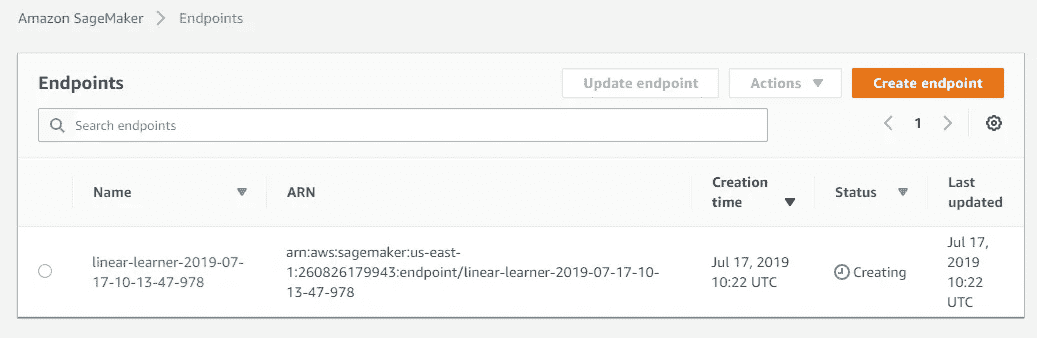 Amazon SageMaker > Endpoints
Endpoints
Update endpoint
Actions
Create endpoint
Search endpoints
1
Name
ARN
Creation
time
Status
Last
updated
linear-learner-2019-07-
17-10-13-47-978
arn:aws:sagemaker:us-east-
1:260826179943:endpoint/linear-learner-2019-07-17-10-
13-47-978
Jul 17, 2019
10:22 UTC
Creating
Jul 17,
2019
10:22
UTC